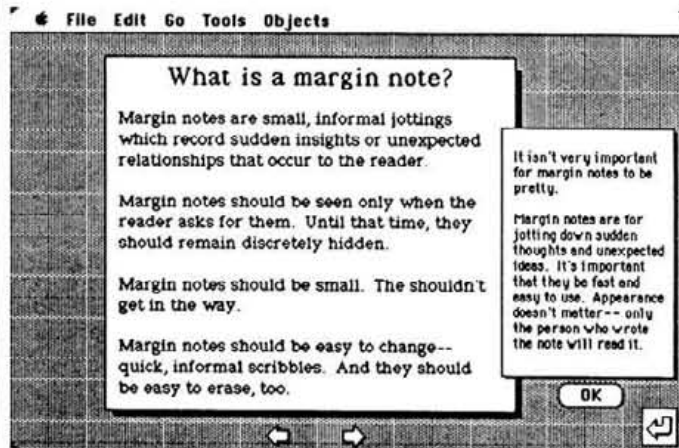 File Edit Go Tools Objects
What is a margin note?
Margin notes are small, informal jottings
which record sudden insights or unexpected
relationships that occur to the reader.
Margin notes should be seen only when the
reader asks for them. Until that time, they
should remain discretely hidden.
Margin notes should be small. The shouldn't
get in the way.
Margin notes should be easy to change--
quick, informal scribbles. And they should
be easy to erase, too.
It isn't very important
for margin notes to be
pretty.
Margin notes are for
jotting down sudden
thoughts and unexpected
ideas. It's important
that they be fast and
easy to use. Appearance
doesn't matter-- only
the person who wrote
the note will read it.
OK